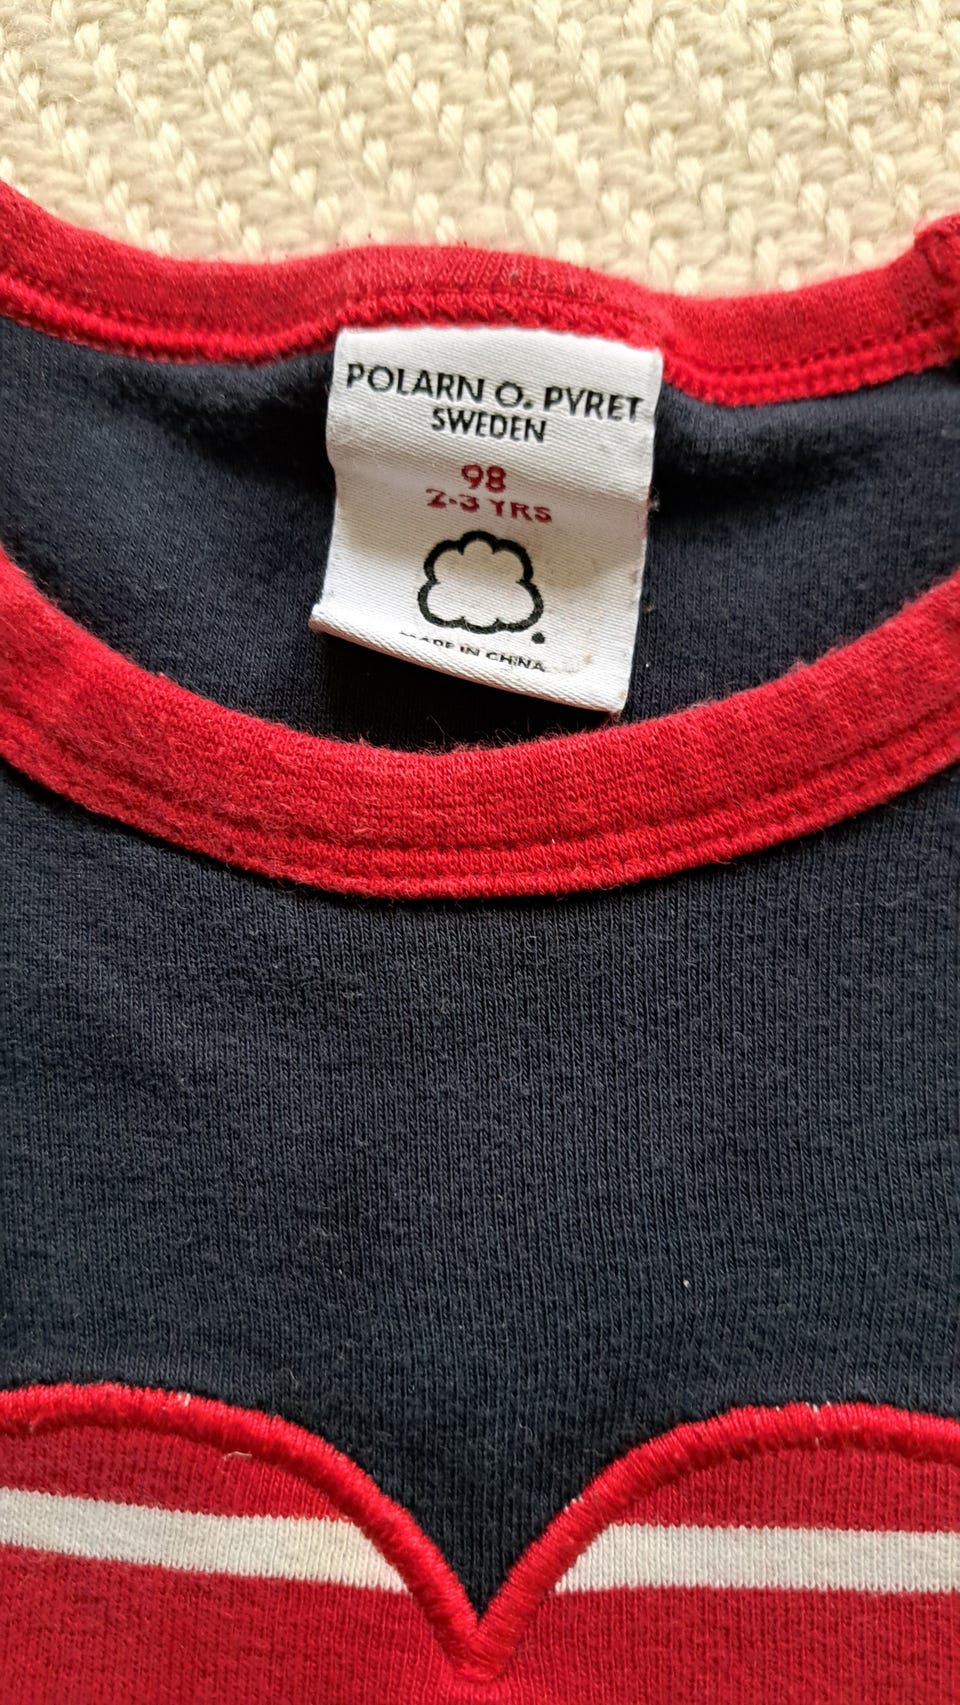 POLARN O. PYRET
SWEDEN
98
2-3 YRS
MADE IN CHINA